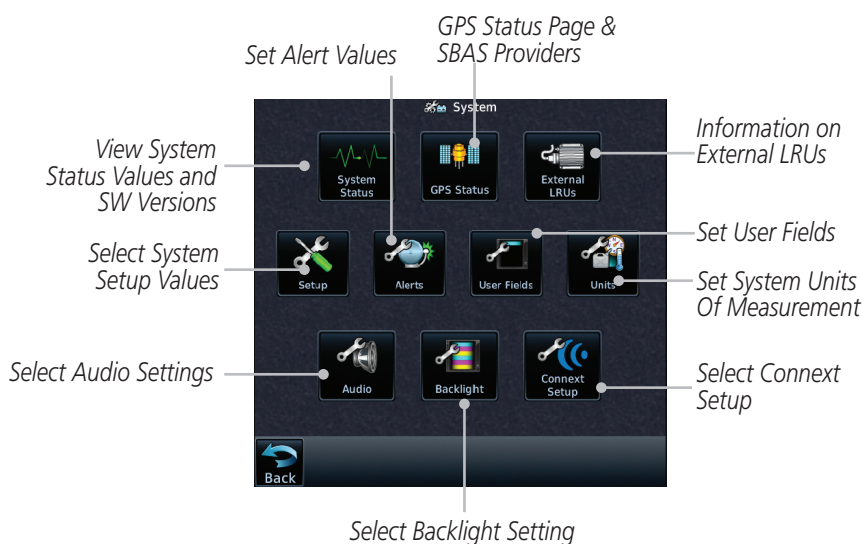 GPS Status Page &
SBAS Providers
Set Alert Values
System
View System
Status Values and
SW Versions
System
Status
GPS Status
External
LRUs
Information on
External LRUs
Select System
Setup Values
Setup
Alerts
User Fields
Units
Set User Fields
Set System Units
Of Measurement
Select Audio Settings
Audio
Backlight
Connext
Setup
Select Connext
Setup
Back
Select Backlight Setting